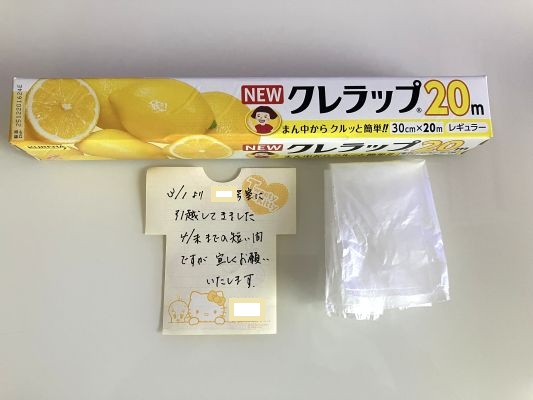 NEW クレラップ® 20m
まん中からクルッと簡単!! 30cm×20m レギュラー
NEW クレラップ 20m
3/1より 号室に
引越してきました
4/末までの短い間
ですが 宜しくお願い
いたします。